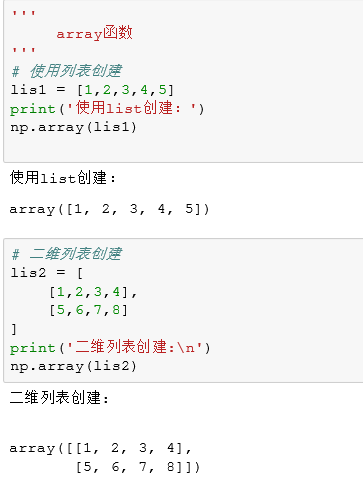 '''
    array函数
'''
# 使用列表创建
lis1 = [1,2,3,4,5]
print('使用list创建：')
np.array(lis1)
使用list创建：
array([1, 2, 3, 4, 5])
# 二维列表创建
lis2 = [
    [1,2,3,4],
    [5,6,7,8]
]
print('二维列表创建:\n')
np.array(lis2)
二维列表创建:
array([[1, 2, 3, 4],
       [5, 6, 7, 8]])